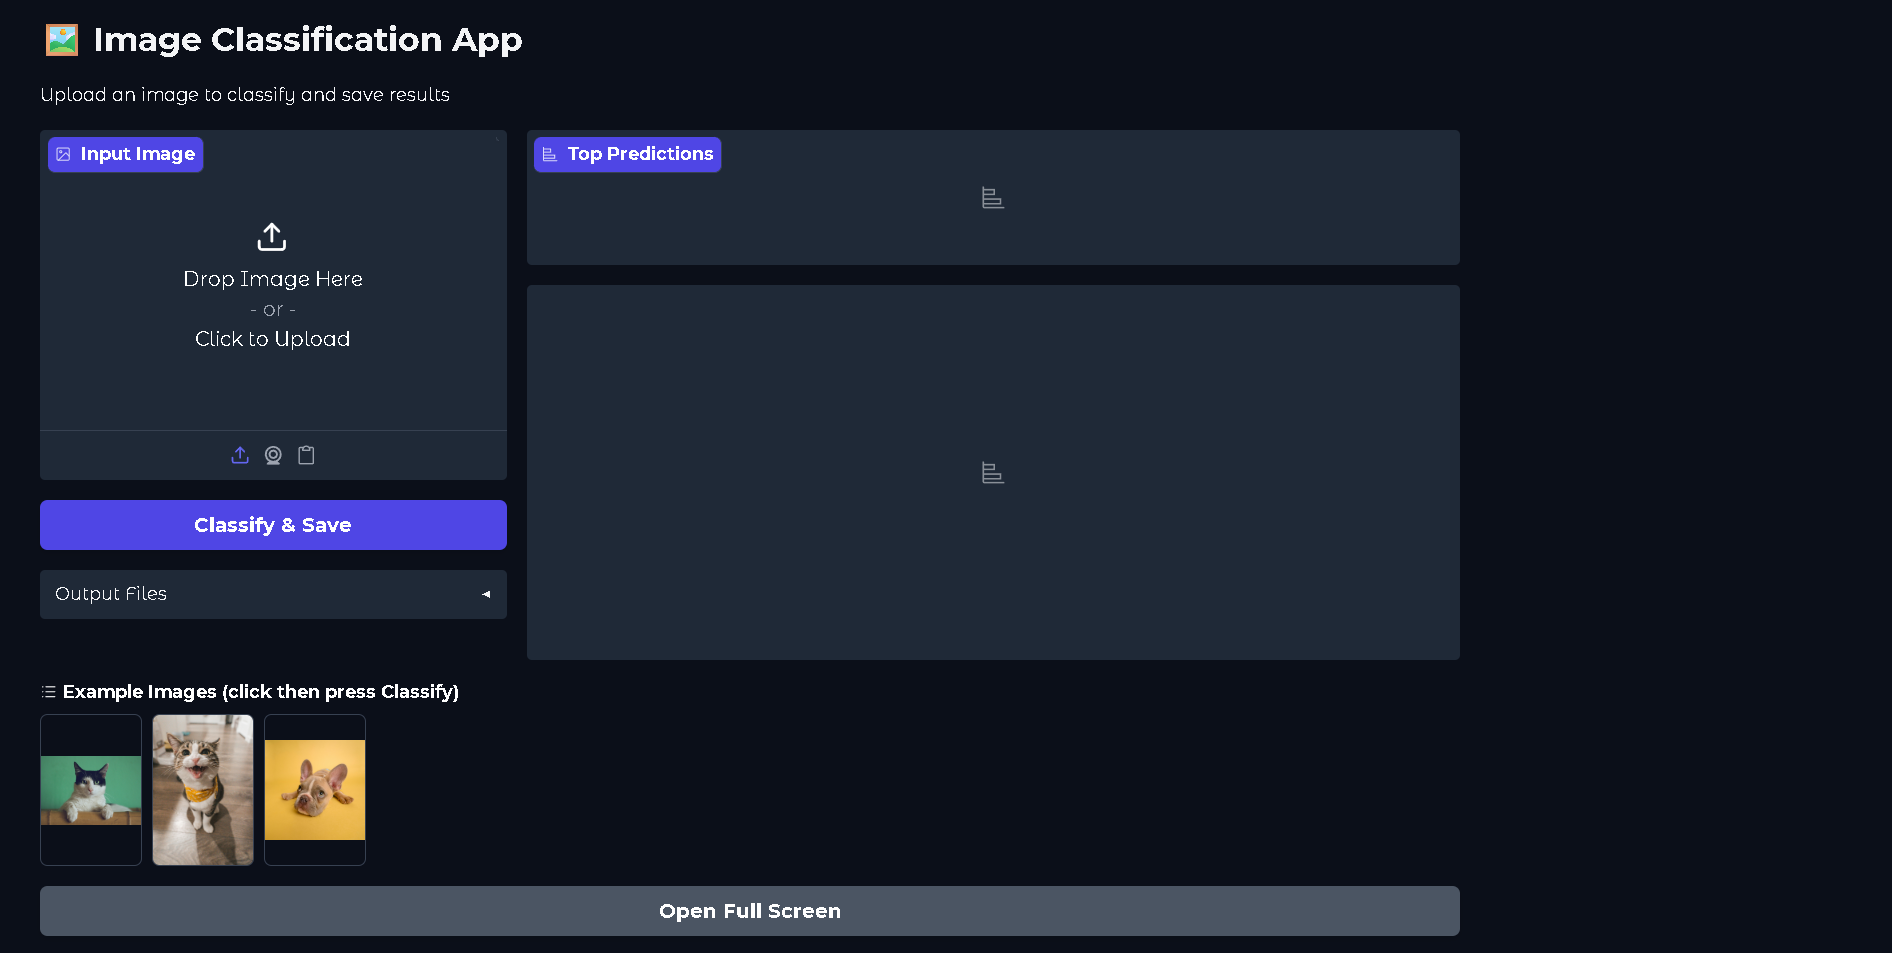 Image Classification App
Upload an image to classify and save results
Input Image
Drop Image Here
- or -
Click to Upload
Classify & Save
Output Files
Top Predictions
Example Images (click then press Classify)
Open Full Screen